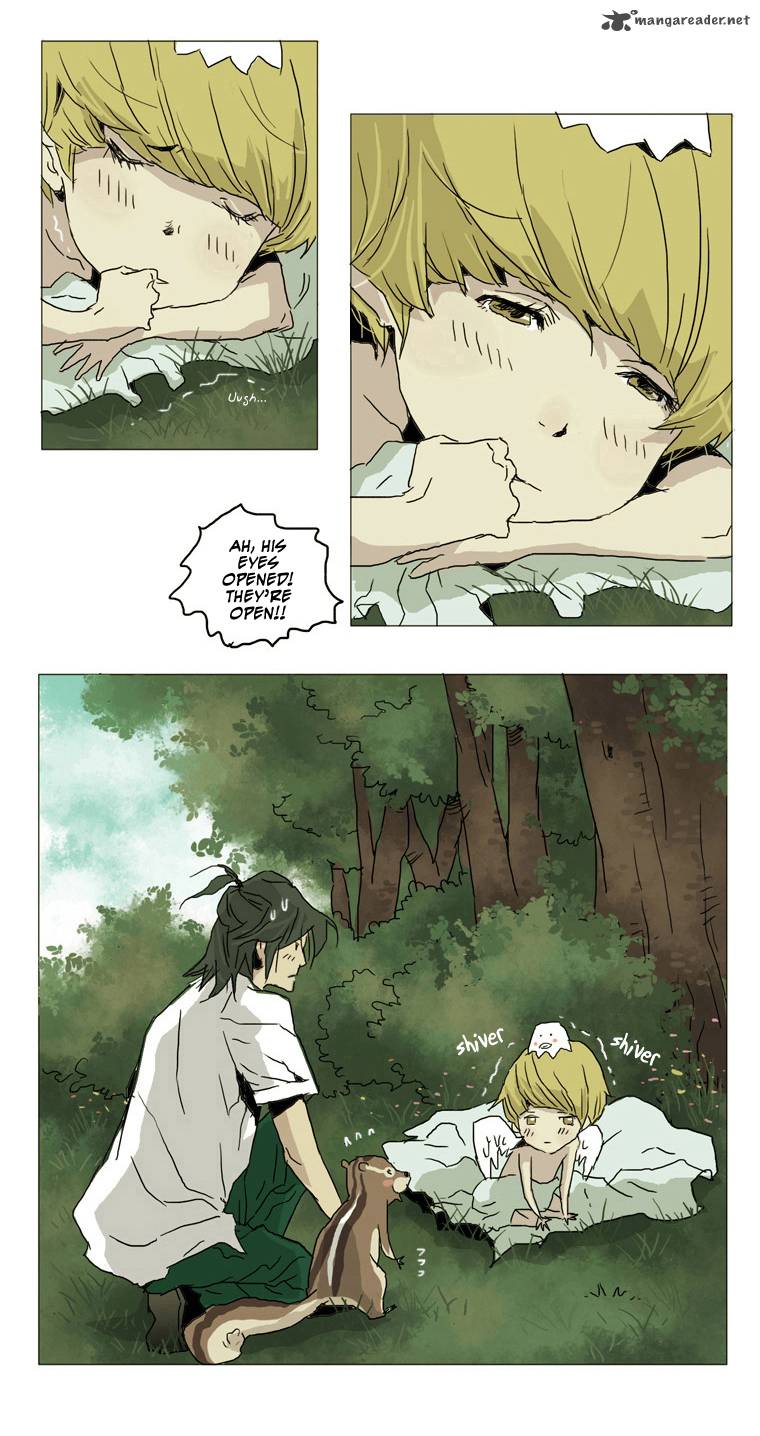 mangareader.net
Uugh...
AH, HIS
EYES
OPENED!
THEY'RE
OPEN!!
shiver
shiver